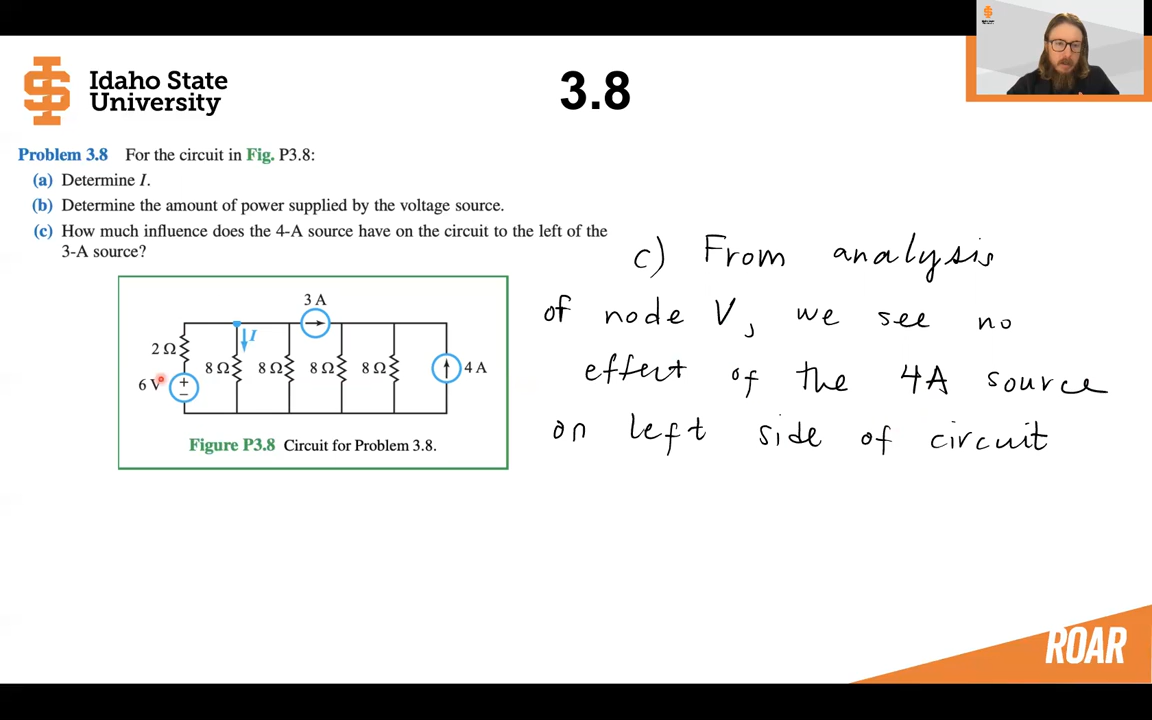 Idaho State
University
3.8
Problem 3.8 For the circuit in Fig. P3.8:
(a) Determine I.
(b) Determine the amount of power supplied by the voltage source.
(c) How much influence does the 4-A source have on the circuit to the left of the
3-A source?
3 A
I
2 Ω
8 Ω 8 Ω 8 Ω 8 Ω 4 A
6 V
+
−
Figure P3.8 Circuit for Problem 3.8.
c) From analysis
of node V, we see no
effect of the 4A source
on left side of circuit
ROAR